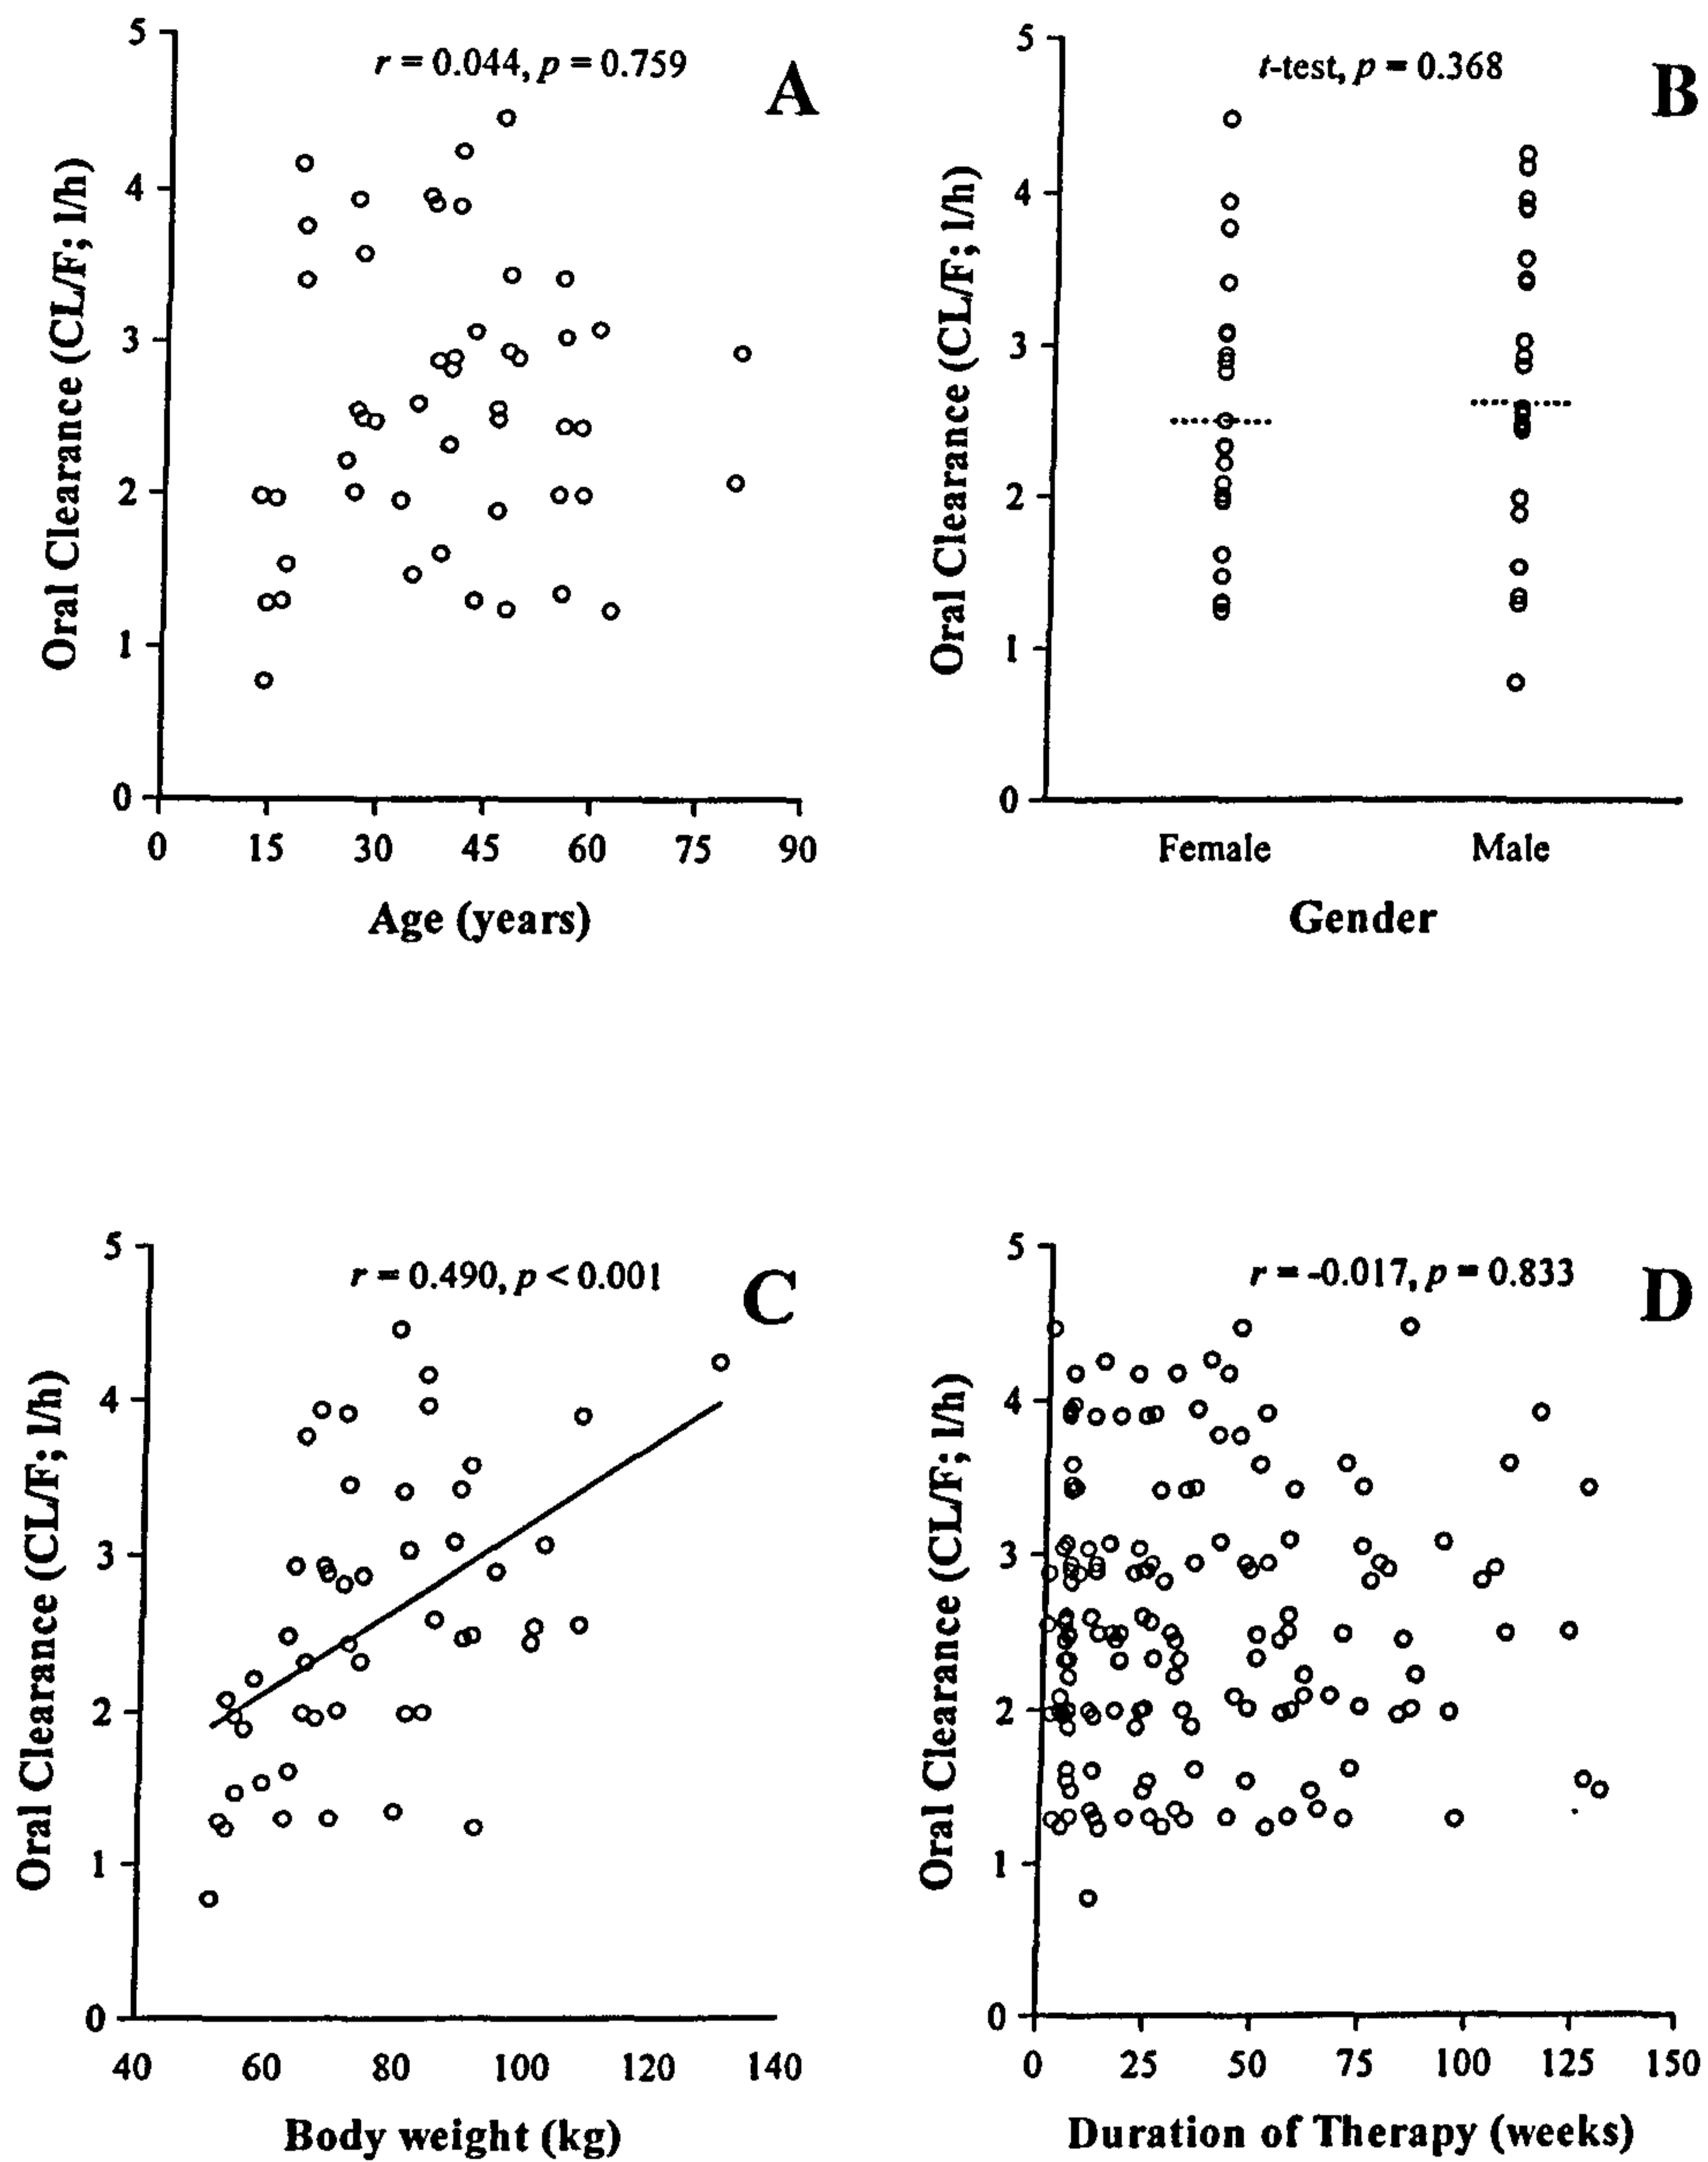 r = 0.044, p = 0.759
A
Oral Clearance (CL/F; l/h)
5
4
3
2
1
0
0 15 30 45 60 75 90
Age (years)
t-test, p = 0.368
B
Oral Clearance (CL/F; l/h)
5
4
3
2
1
0
Female Male
Gender
r = 0.490, p < 0.001
C
Oral Clearance (CL/F; l/h)
5
4
3
2
1
0
40 60 80 100 120 140
Body weight (kg)
r = -0.017, p = 0.833
D
Oral Clearance (CL/F; l/h)
5
4
3
2
1
0
0 25 50 75 100 125 150
Duration of Therapy (weeks)